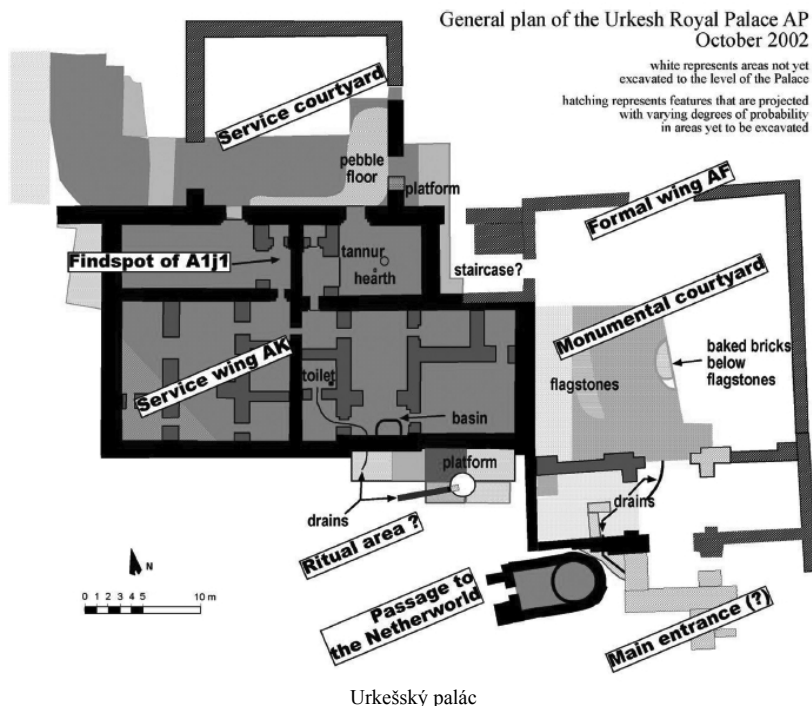 General plan of the Urkesh Royal Palace AP
October 2002
white represents areas not yet
excavated to the level of the Palace
hatching represents features that are projected
with varying degrees of probability
in areas yet to be excavated
Service courtyard
pebble
floor
platform
Formal wing AF
Findspot of A1j1
tannur
hearth
staircase?
Monumental courtyard
baked bricks
below
flagstones
flagstones
Service wing AK
toilet
basin
platform
drains
drains
Ritual area ?
N
0 1 2 3 4 5 10 m
Passage to
the Netherworld
Main entrance (?)
Urkešský palác